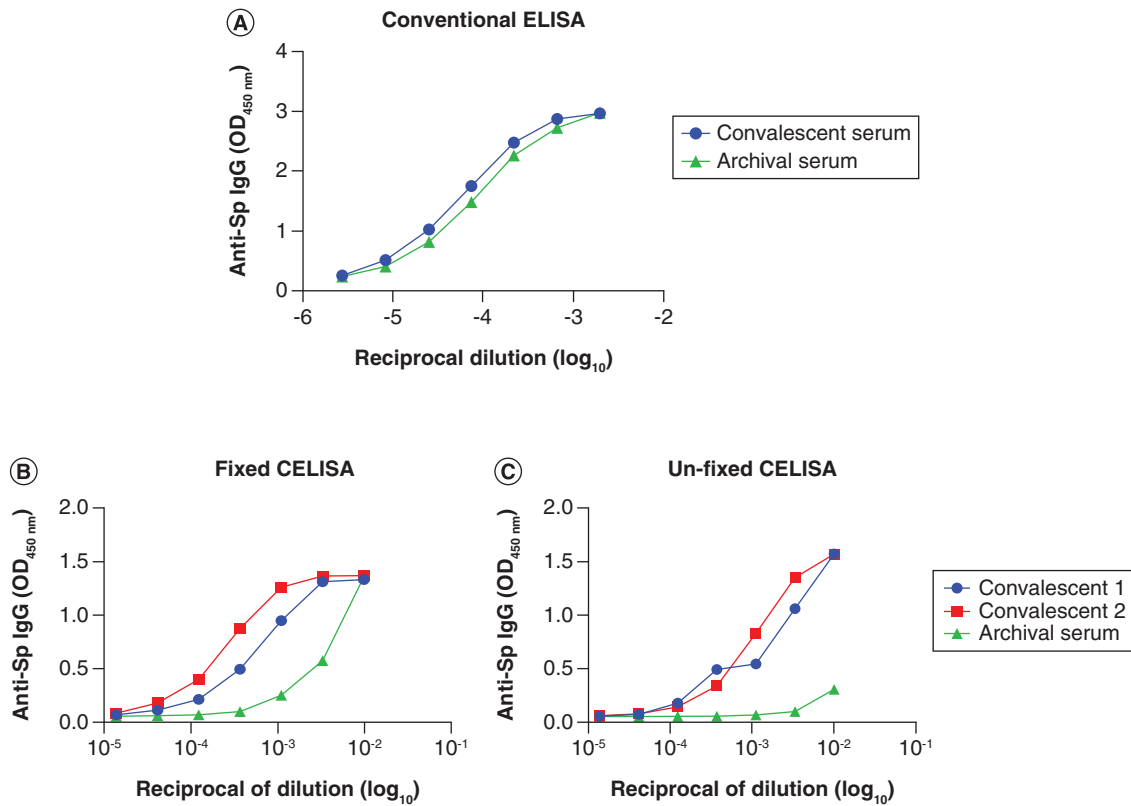 A
Conventional ELISA
Anti-Sp IgG (OD450 nm)
4
3
2
1
0
-6 -5 -4 -3 -2
Reciprocal dilution (log10)
Convalescent serum
Archival serum
B
Fixed CELISA
Anti-Sp IgG (OD450 nm)
2.0
1.5
1.0
0.5
0.0
10-5 10-4 10-3 10-2 10-1
Reciprocal of dilution (log10)
C
Un-fixed CELISA
Anti-Sp IgG (OD450 nm)
2.0
1.5
1.0
0.5
0.0
10-5 10-4 10-3 10-2 10-1
Reciprocal of dilution (log10)
Convalescent 1
Convalescent 2
Archival serum